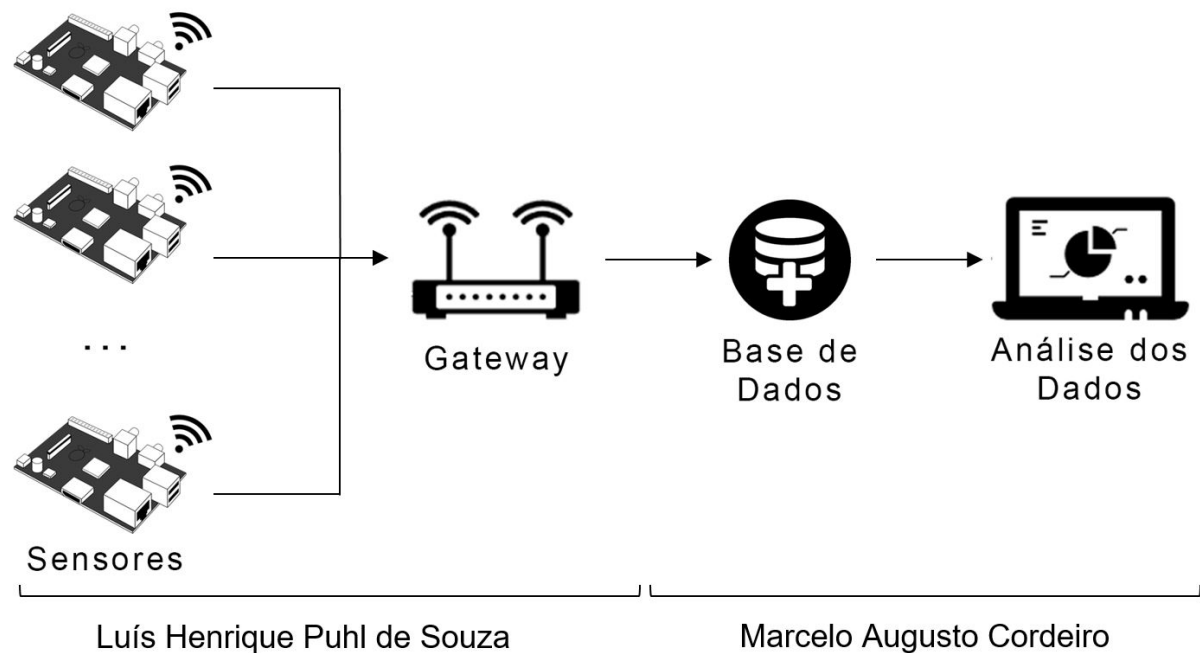 ...
Gateway
Base de
Dados
Análise dos
Dados
Sensores
Luís Henrique Puhl de Souza
Marcelo Augusto Cordeiro